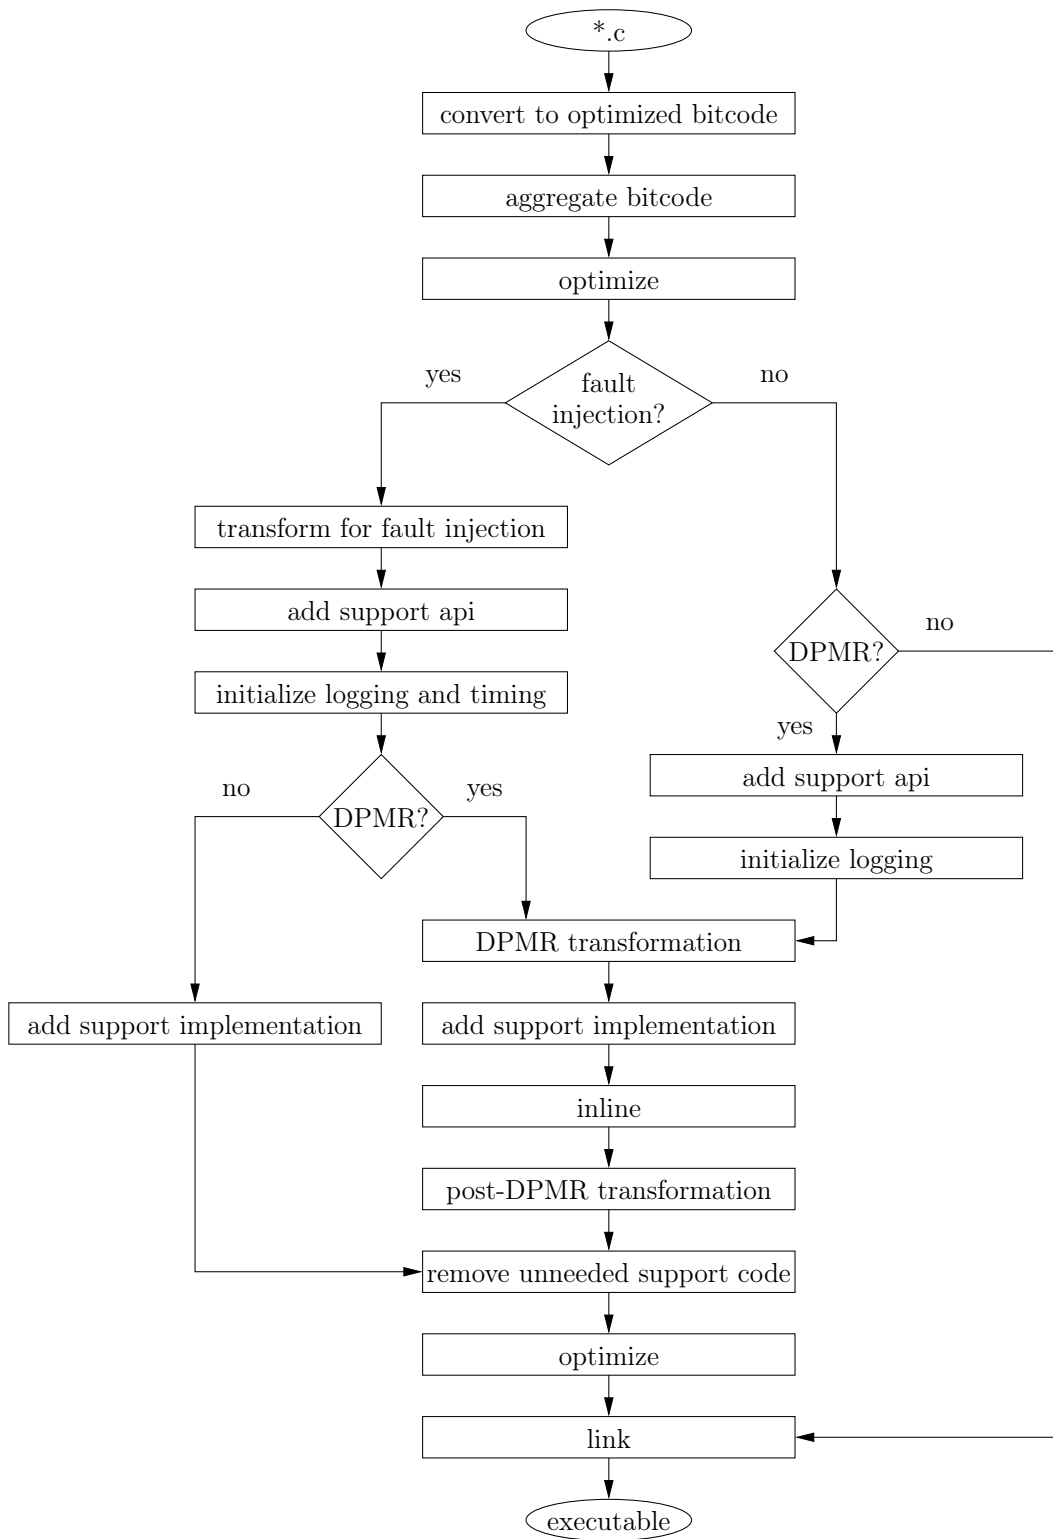 *.c
convert to optimized bitcode
aggregate bitcode
optimize
yes
fault
injection?
no
transform for fault injection
add support api
initialize logging and timing
no
DPMR?
yes
DPMR?
no
yes
add support api
initialize logging
DPMR transformation
add support implementation
add support implementation
inline
post-DPMR transformation
remove unneeded support code
optimize
link
executable